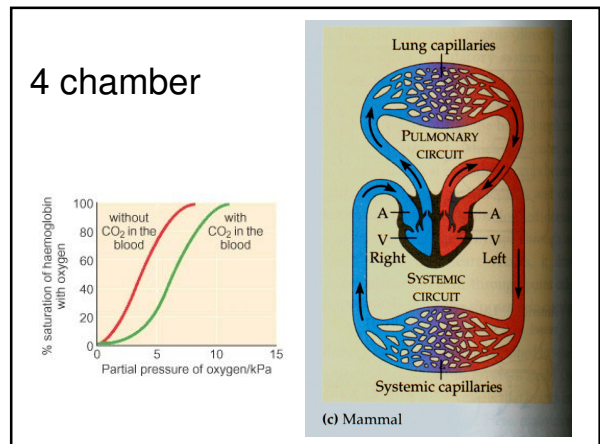 4 chamber
100
80
60
40
20
0
% saturation of haemoglobin
with oxygen
without
CO₂ in the
blood
with
CO₂ in the
blood
0 5 10 15
Partial pressure of oxygen/kPa
Lung capillaries
PULMONARY
CIRCUIT
A A
V V
Right Left
SYSTEMIC
CIRCUIT
Systemic capillaries
(c) Mammal